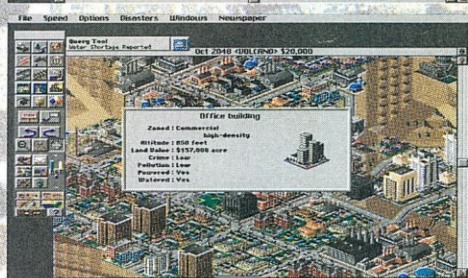 File Speed Options Disasters Windows Newspaper
Query Tool
Water Shortage Reported
Oct 2048 <VOLCANO> $20,000
Office building
Zoned : Commercial
high-density
Altitude : 850 feet
Land Value : $157,000 acre
Crime : Low
Pollution : Low
Powered : Yes
Watered : Yes